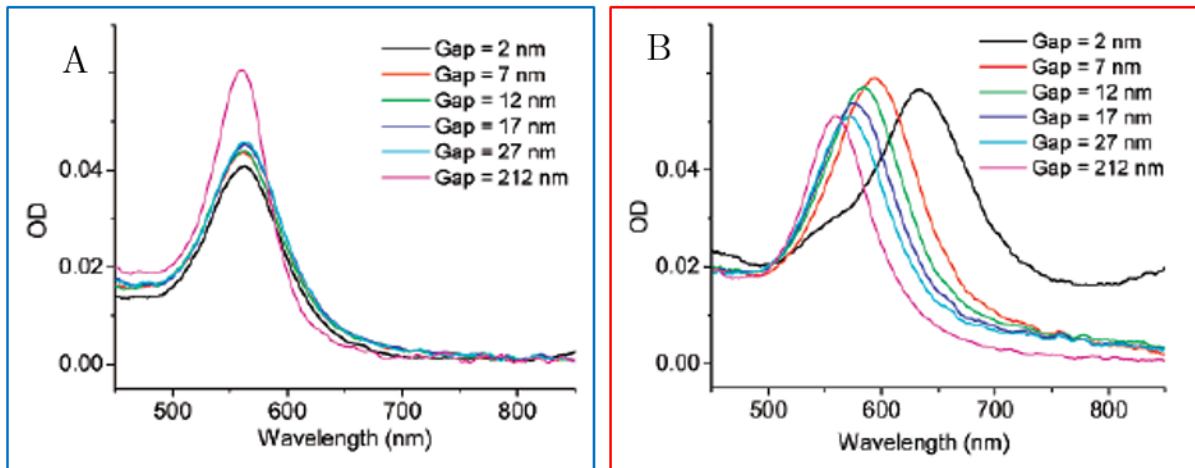 A
Gap = 2 nm
Gap = 7 nm
Gap = 12 nm
Gap = 17 nm
Gap = 27 nm
Gap = 212 nm
OD
0.04
0.02
0.00
500 600 700 800
Wavelength (nm)
B
Gap = 2 nm
Gap = 7 nm
Gap = 12 nm
Gap = 17 nm
Gap = 27 nm
Gap = 212 nm
OD
0.04
0.02
0.00
500 600 700 800
Wavelength (nm)